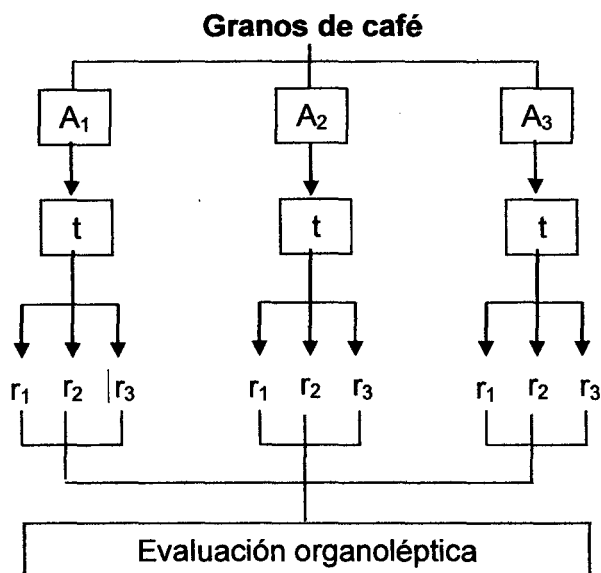 Granos de café
A₁ A₂ A₃
t t t
r₁ r₂ r₃ r₁ r₂ r₃ r₁ r₂ r₃
Evaluación organoléptica